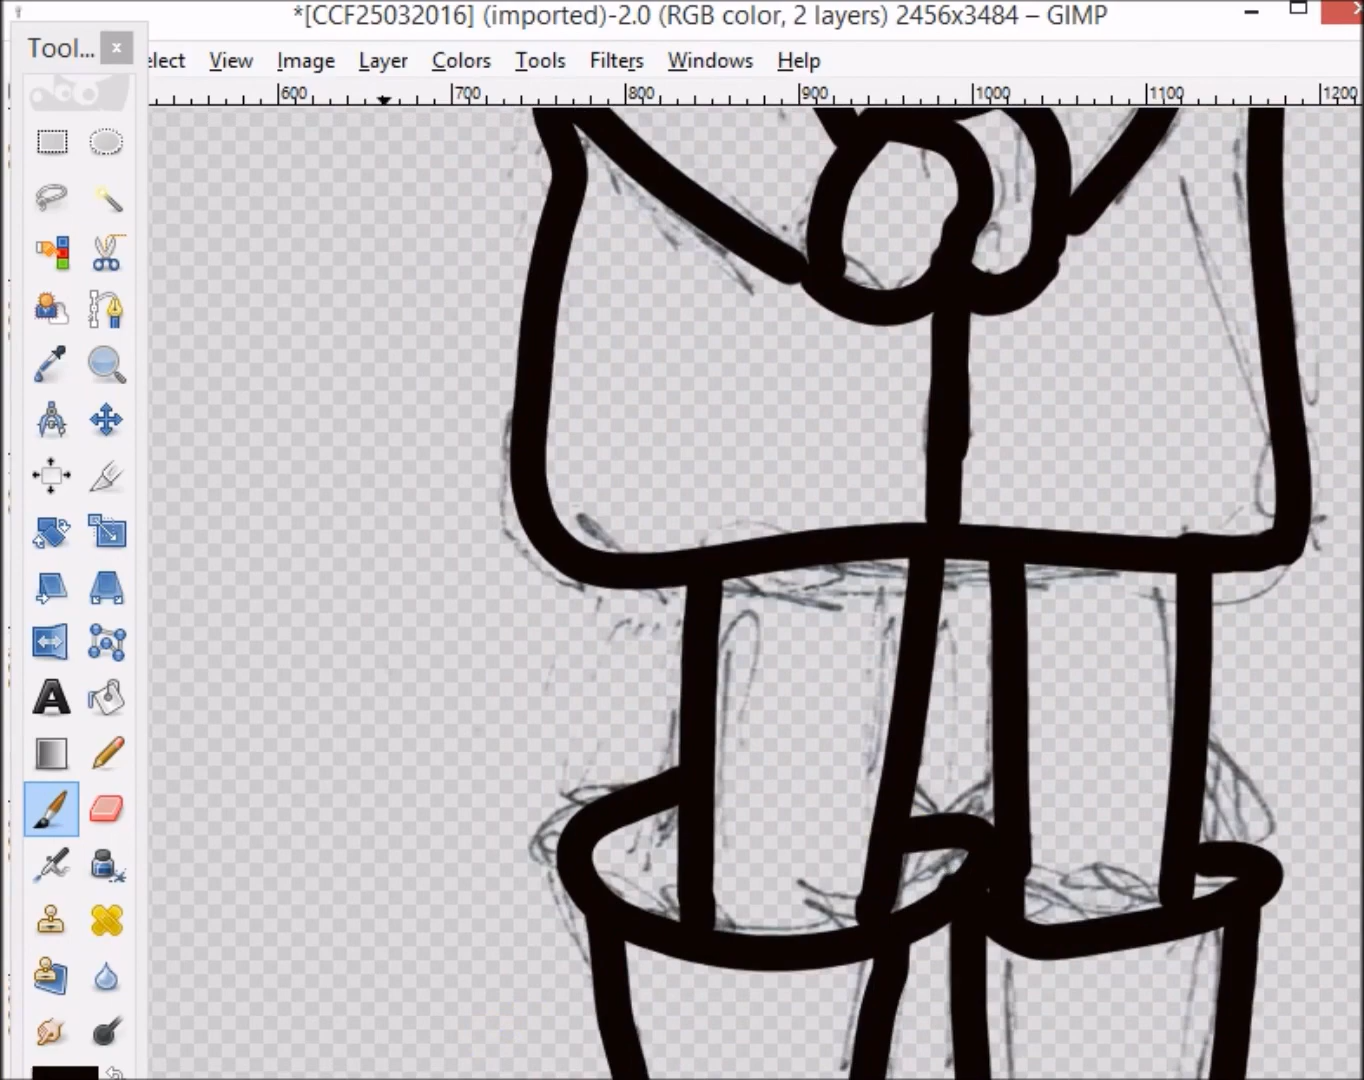 *[CCF25032016] (imported)-2.0 (RGB color, 2 layers) 2456x3484 – GIMP
Tool... x
elect View Image Layer Colors Tools Filters Windows Help
600 700 800 900 1000 1100 1200
A